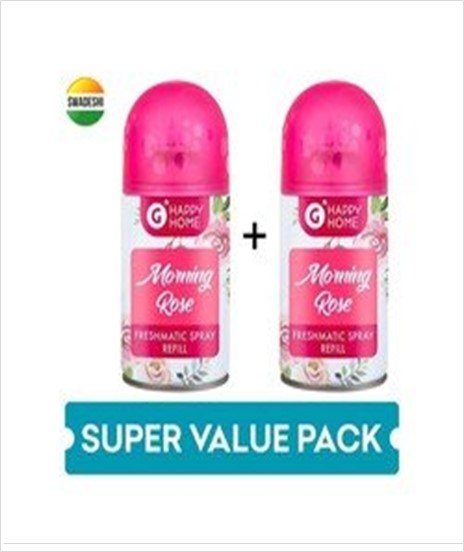 SWADESHI
G
HAPPY
HOME
Morning
Rose
FRESHMATIC SPRAY
REFILL
+
G
HAPPY
HOME
Morning
Rose
FRESHMATIC SPRAY
REFILL
SUPER VALUE PACK